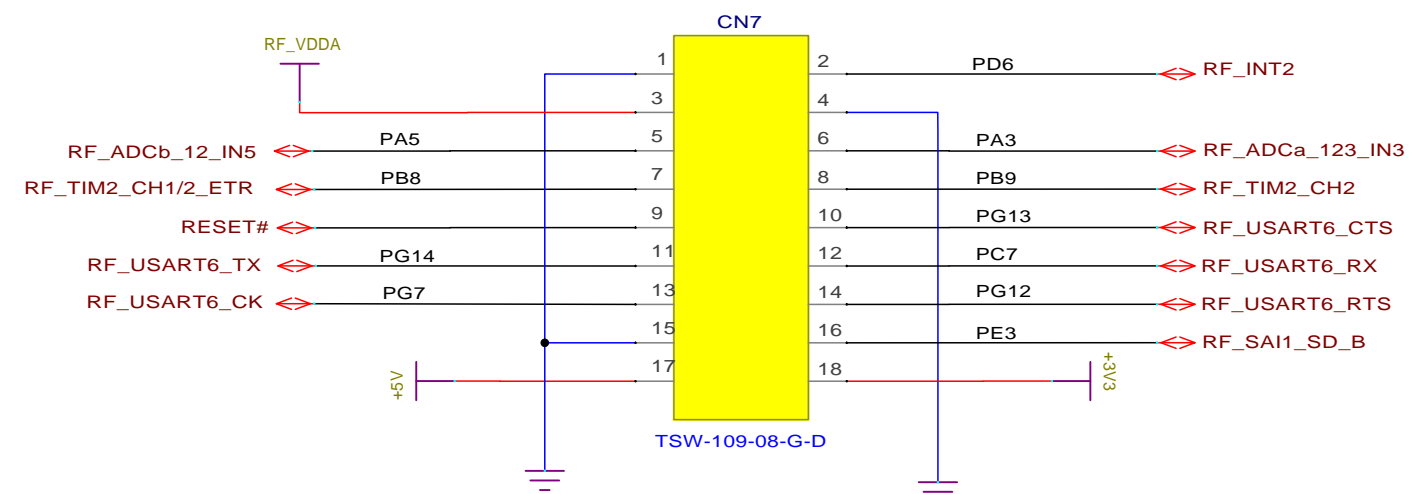 CN7
RF_VDDA
1
2
PD6
RF_INT2
3
4
RF_ADCb_12_IN5
PA5
5
6
PA3
RF_ADCa_123_IN3
RF_TIM2_CH1/2_ETR
PB8
7
8
PB9
RF_TIM2_CH2
RESET#
9
10
PG13
RF_USART6_CTS
RF_USART6_TX
PG14
11
12
PC7
RF_USART6_RX
RF_USART6_CK
PG7
13
14
PG12
RF_USART6_RTS
15
16
PE3
RF_SAI1_SD_B
+5V
17
18
+3V3
TSW-109-08-G-D